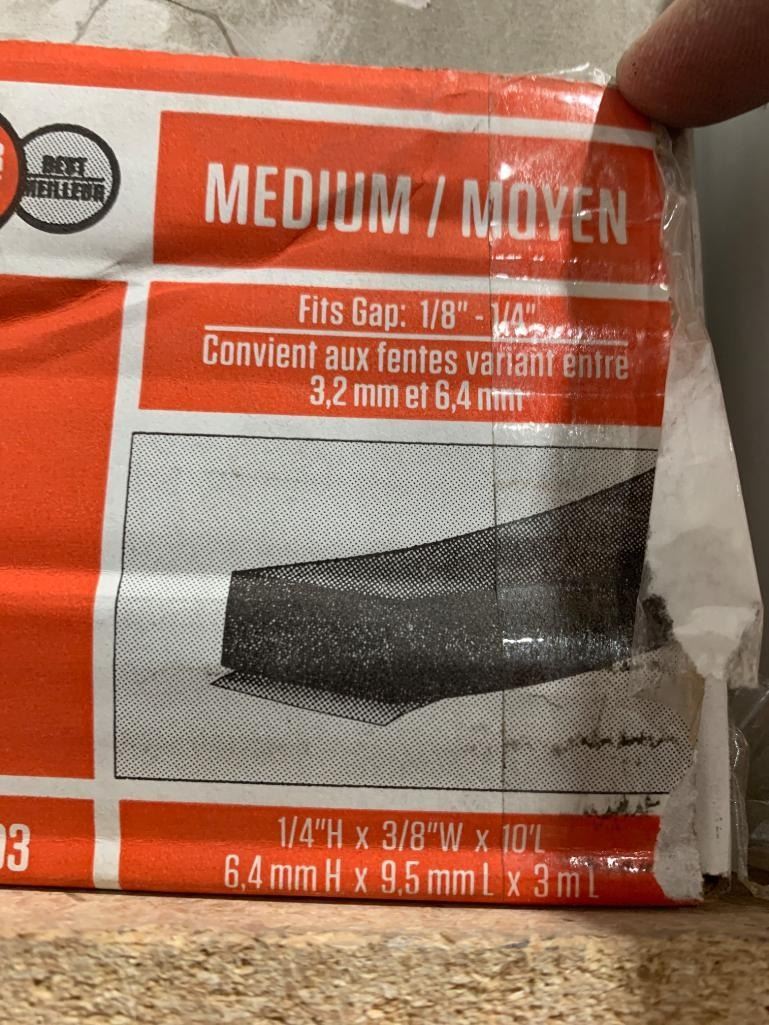 BEST
MEILLEUR
MEDIUM / MOYEN
Fits Gap: 1/8" - 1/4"
Convient aux fentes variant entre
3,2 mm et 6,4 mm
03
1/4"H x 3/8"W x 10'L
6,4 mm H x 9,5 mm L x 3 m L